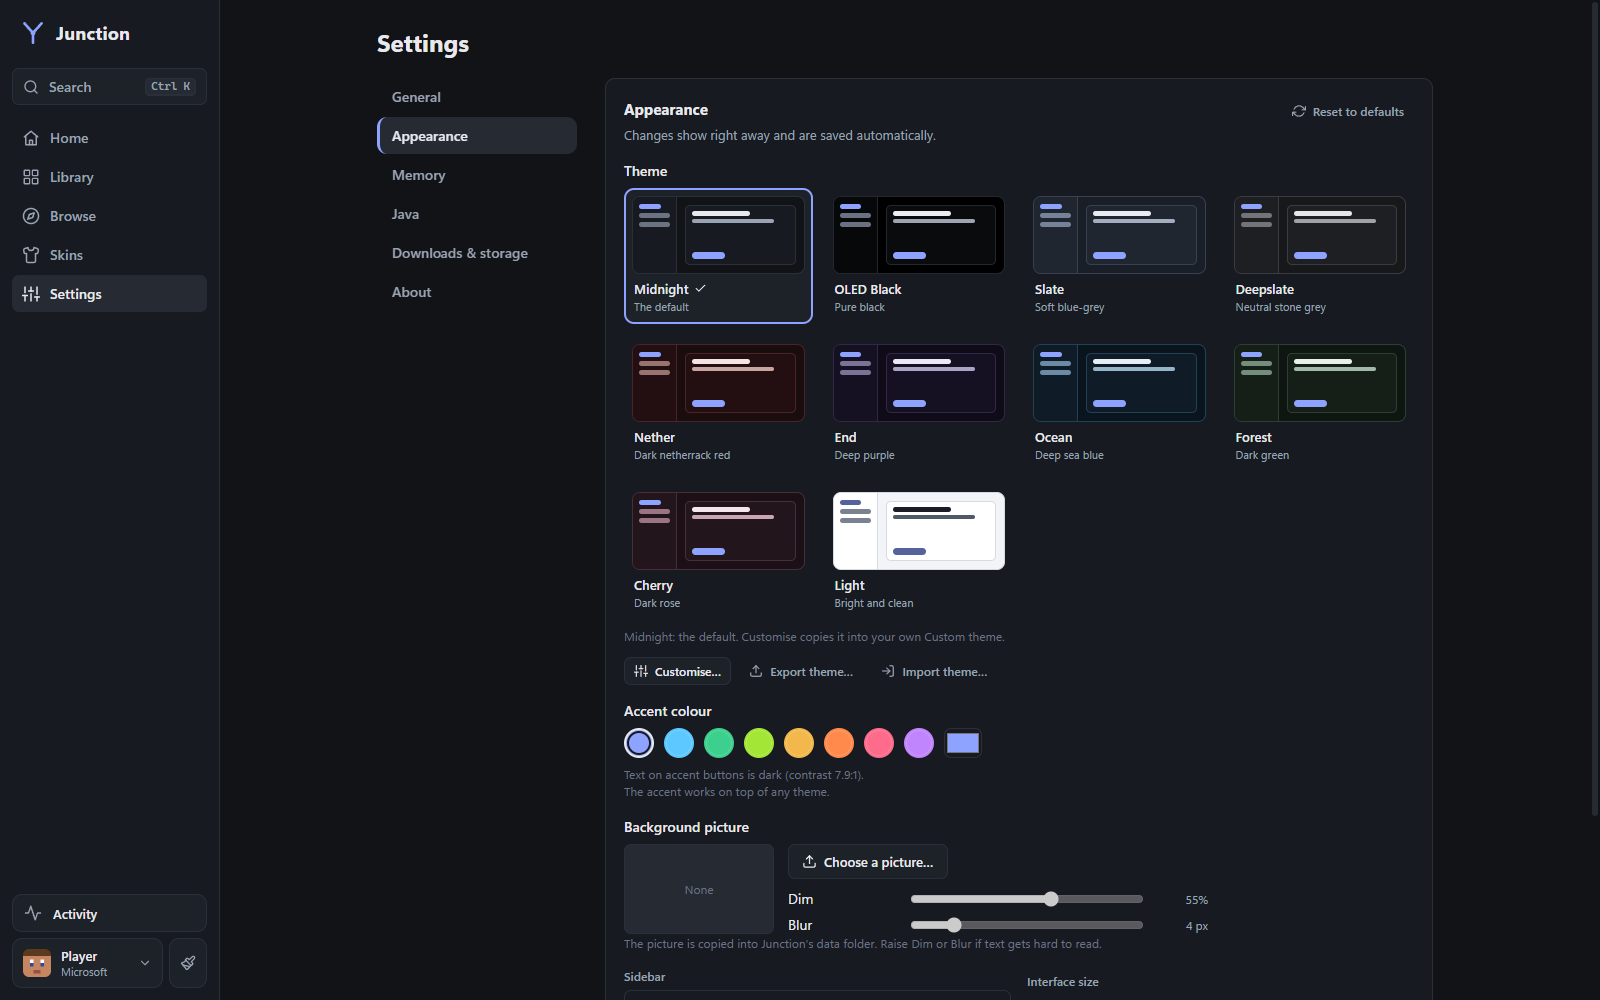 Junction
Search Ctrl K
Home
Library
Browse
Skins
Settings
Activity
Player
Microsoft
Settings
General
Appearance
Memory
Java
Downloads & storage
About
Appearance
Reset to defaults
Changes show right away and are saved automatically.
Theme
Midnight
The default
OLED Black
Pure black
Slate
Soft blue-grey
Deepslate
Neutral stone grey
Nether
Dark netherrack red
End
Deep purple
Ocean
Deep sea blue
Forest
Dark green
Cherry
Dark rose
Light
Bright and clean
Midnight: the default. Customise copies it into your own Custom theme.
Customise...
Export theme...
Import theme...
Accent colour
Text on accent buttons is dark (contrast 7.9:1).
The accent works on top of any theme.
Background picture
None
Choose a picture...
Dim 55%
Blur 4 px
The picture is copied into Junction's data folder. Raise Dim or Blur if text gets hard to read.
Sidebar
Interface size